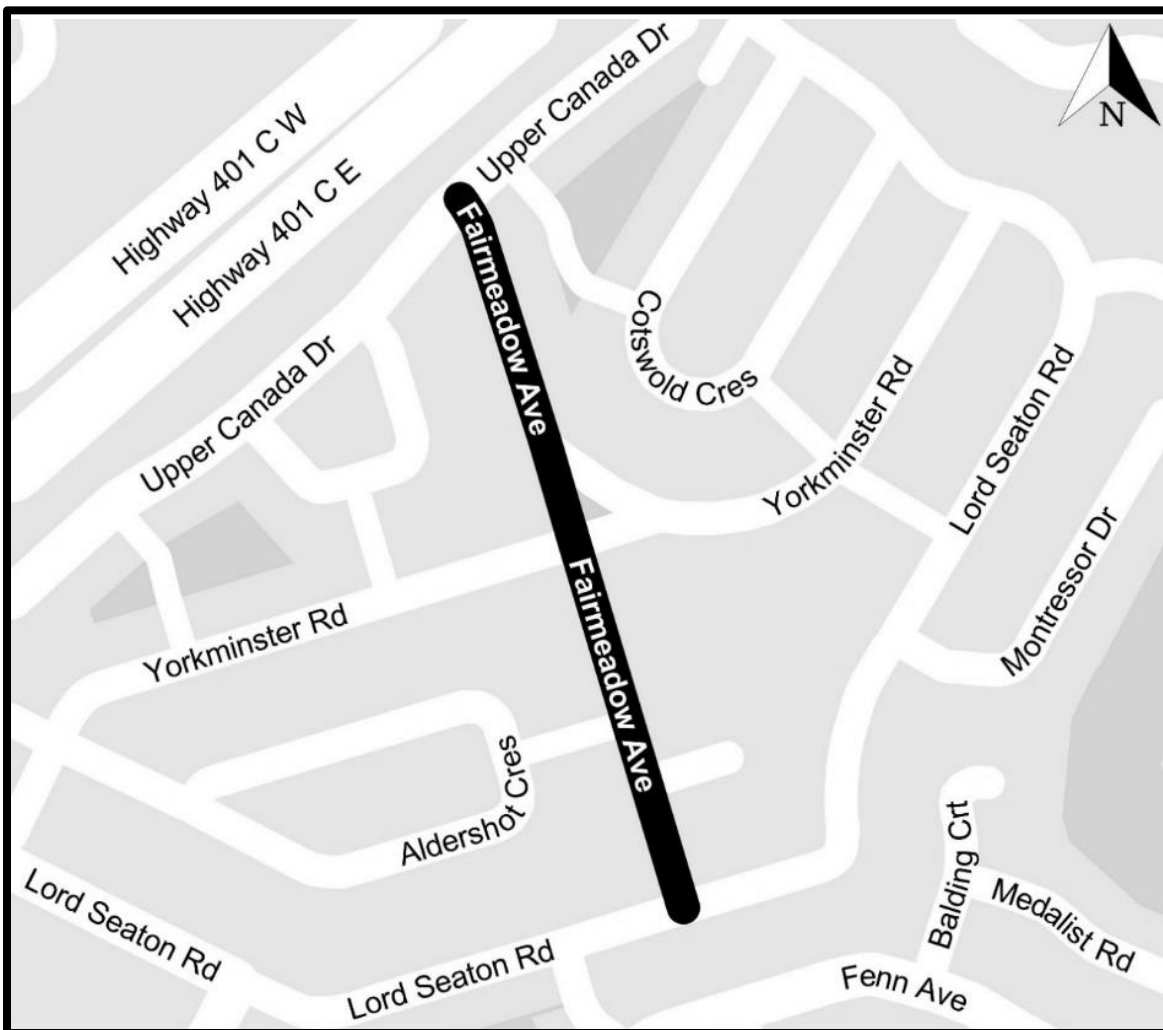 Upper Canada Dr
N
Highway 401 C W
Highway 401 C E
Fairmeadow Ave
Cotswold Cres
Upper Canada Dr
Yorkminster Rd
Lord Seaton Rd
Montressor Dr
Fairmeadow Ave
Yorkminster Rd
Aldershot Cres
Balding Crt
Medalist Rd
Lord Seaton Rd
Lord Seaton Rd
Fenn Ave